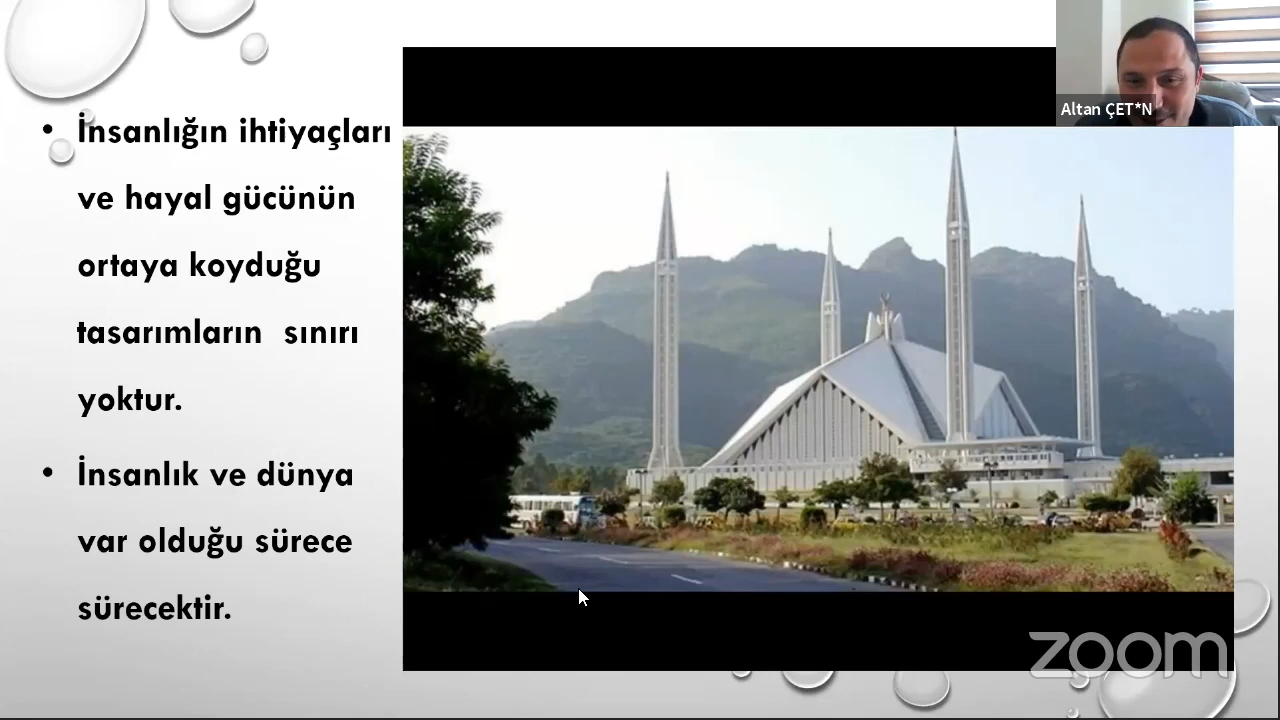 • İnsanlığın ihtiyaçları
ve hayal gücünün
ortaya koyduğu
tasarımların sınırı
yoktur.
• İnsanlık ve dünya
var olduğu sürece
sürecektir.
Altan ÇET*N
zoom